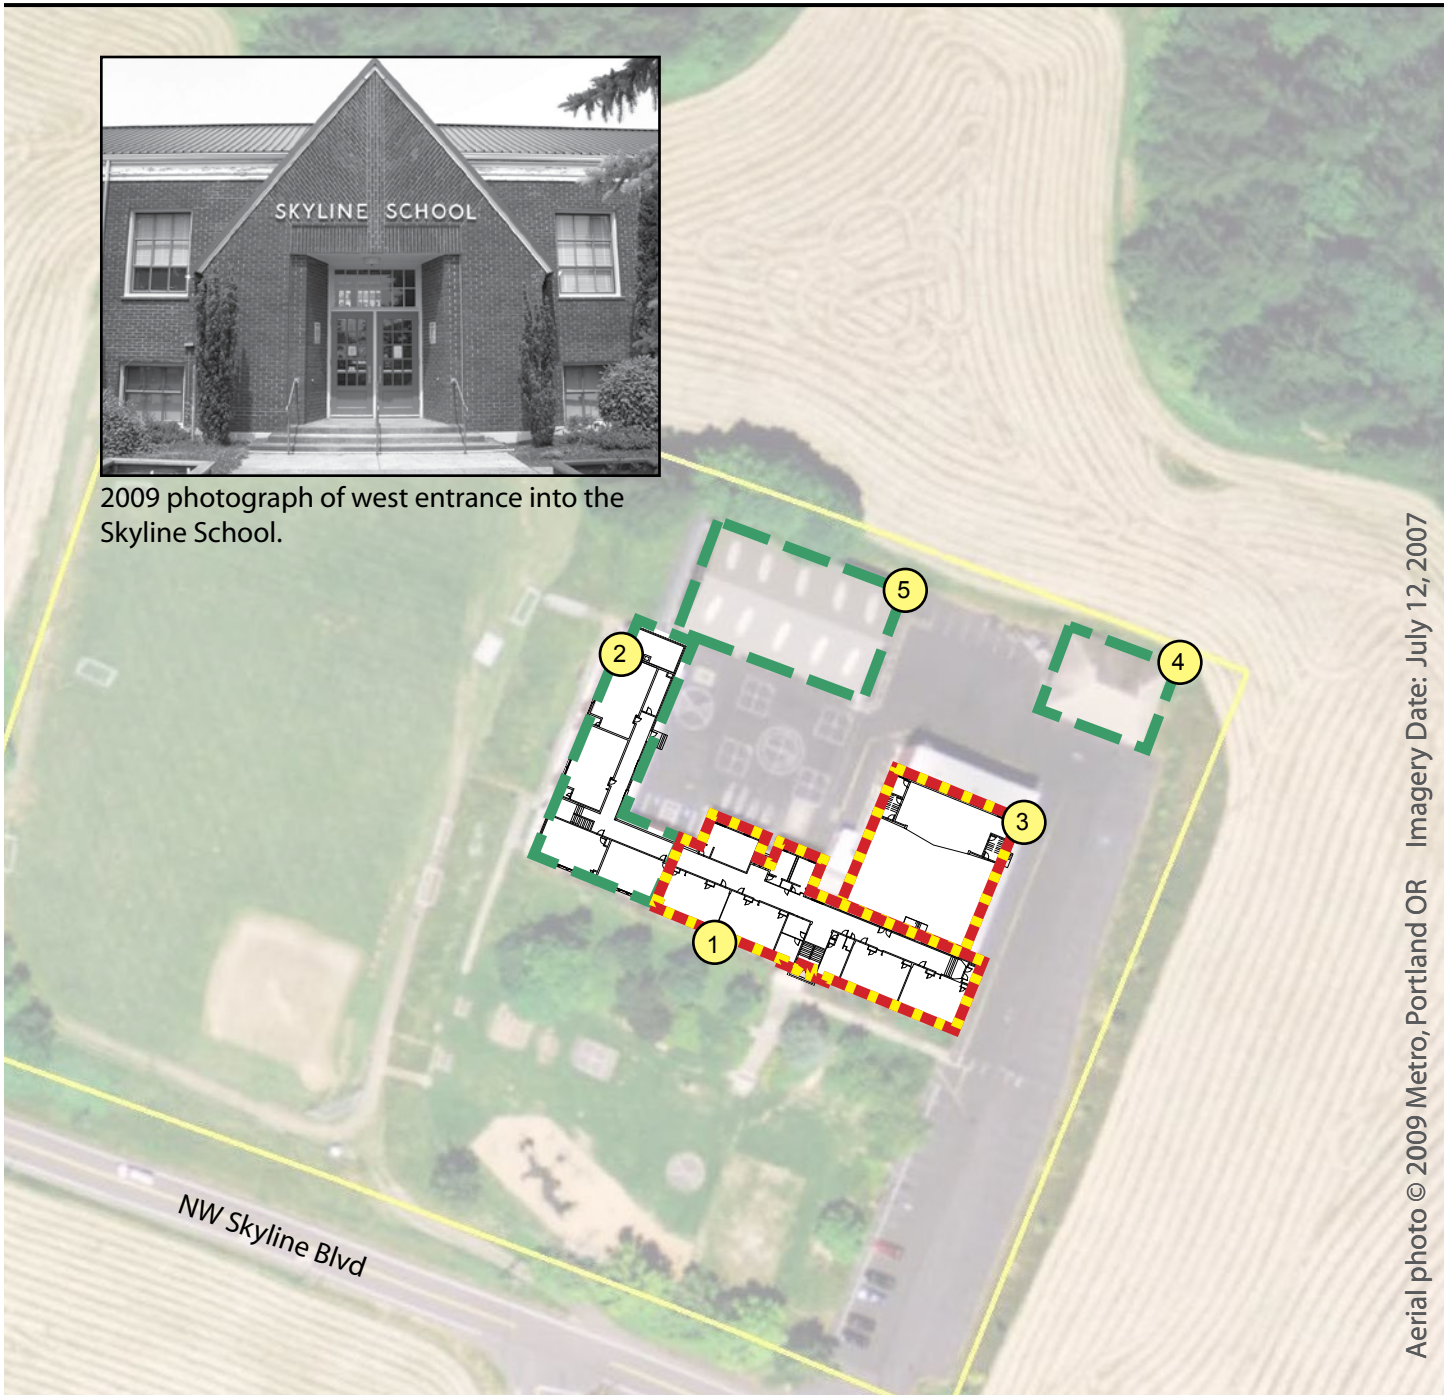 SKYLINE SCHOOL
2009 photograph of west entrance into the
Skyline School.
5
2
4
3
1
NW Skyline Blvd
Aerial photo © 2009 Metro, Portland OR Imagery Date: July 12, 2007